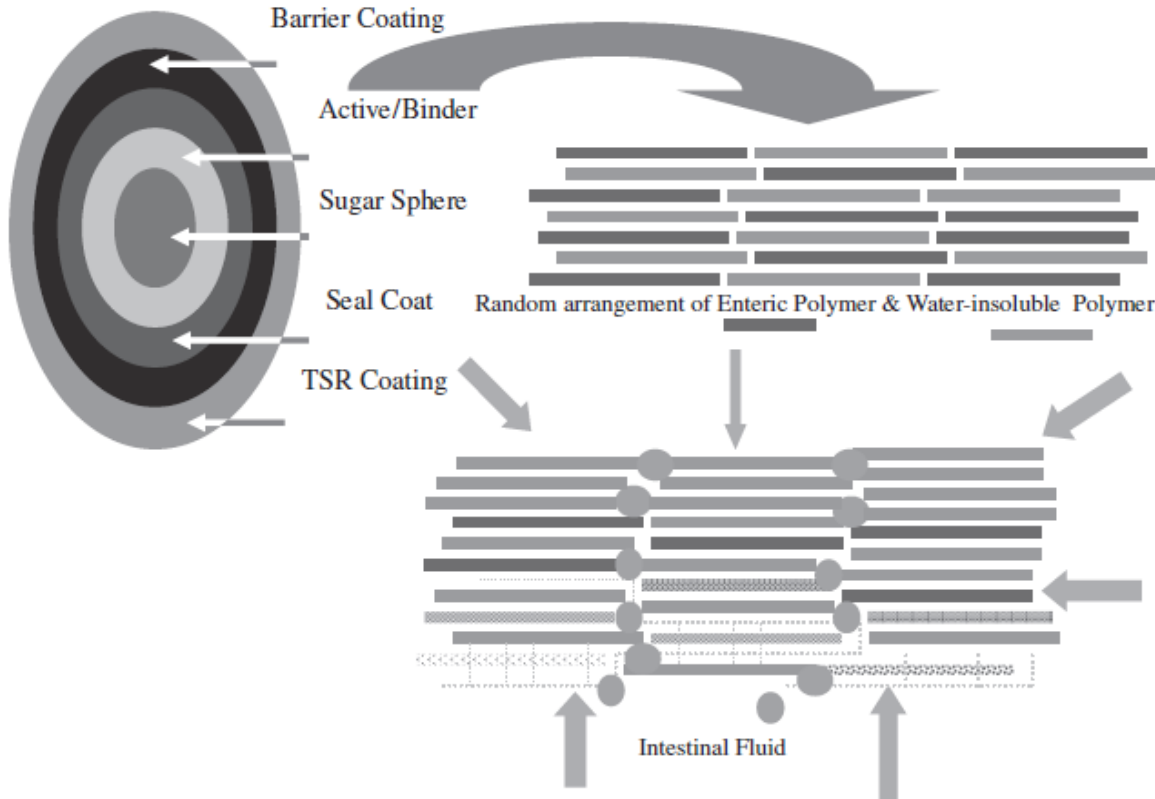 Barrier Coating
Active/Binder
Sugar Sphere
Seal Coat
Random arrangement of Enteric Polymer & Water-insoluble Polymer
TSR Coating
Intestinal Fluid